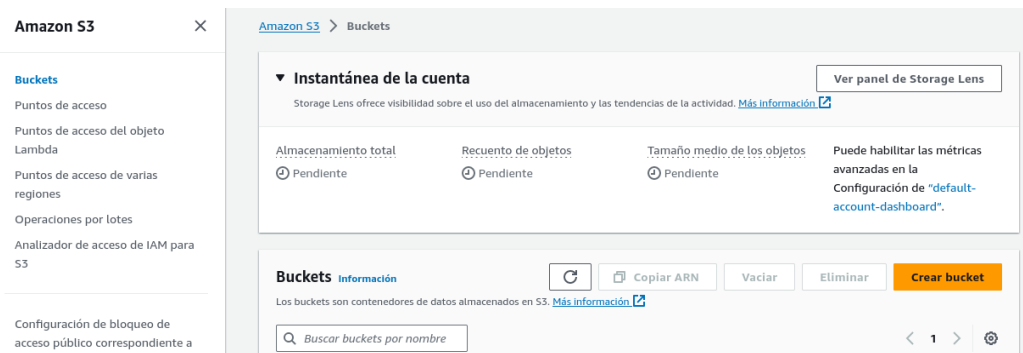 Amazon S3
Amazon S3 > Buckets
Buckets
Puntos de acceso
Puntos de acceso del objeto
Lambda
Puntos de acceso de varias
regiones
Operaciones por lotes
Analizador de acceso de IAM para
S3
Configuración de bloqueo de
acceso público correspondiente a
Instantánea de la cuenta
Ver panel de Storage Lens
Storage Lens ofrece visibilidad sobre el uso del almacenamiento y las tendencias de la actividad. Más información
Almacenamiento total
Pendiente
Recuento de objetos
Pendiente
Tamaño medio de los objetos
Pendiente
Puede habilitar las métricas
avanzadas en la
Configuración de “default-
account-dashboard”.
Buckets Información
Copiar ARN
Vaciar
Eliminar
Crear bucket
Los buckets son contenedores de datos almacenados en S3. Más información
Buscar buckets por nombre
1